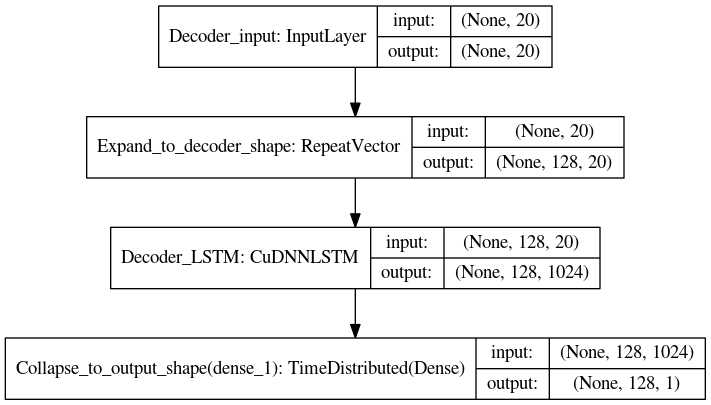 Decoder_input: InputLayer
input: (None, 20)
output: (None, 20)
Expand_to_decoder_shape: RepeatVector
input: (None, 20)
output: (None, 128, 20)
Decoder_LSTM: CuDNNLSTM
input: (None, 128, 20)
output: (None, 128, 1024)
Collapse_to_output_shape(dense_1): TimeDistributed(Dense)
input: (None, 128, 1024)
output: (None, 128, 1)